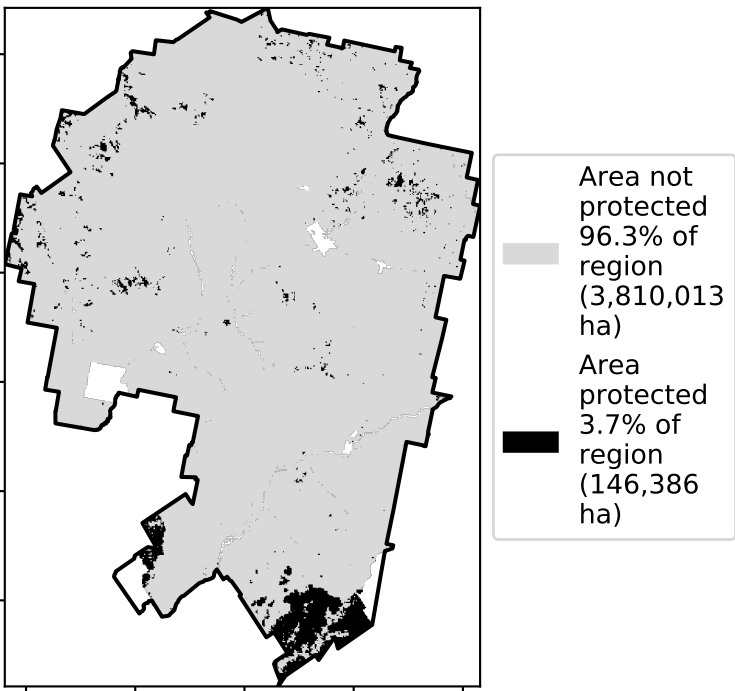 Area not
protected
96.3% of
region
(3,810,013
ha)
Area
protected
3.7% of
region
(146,386
ha)